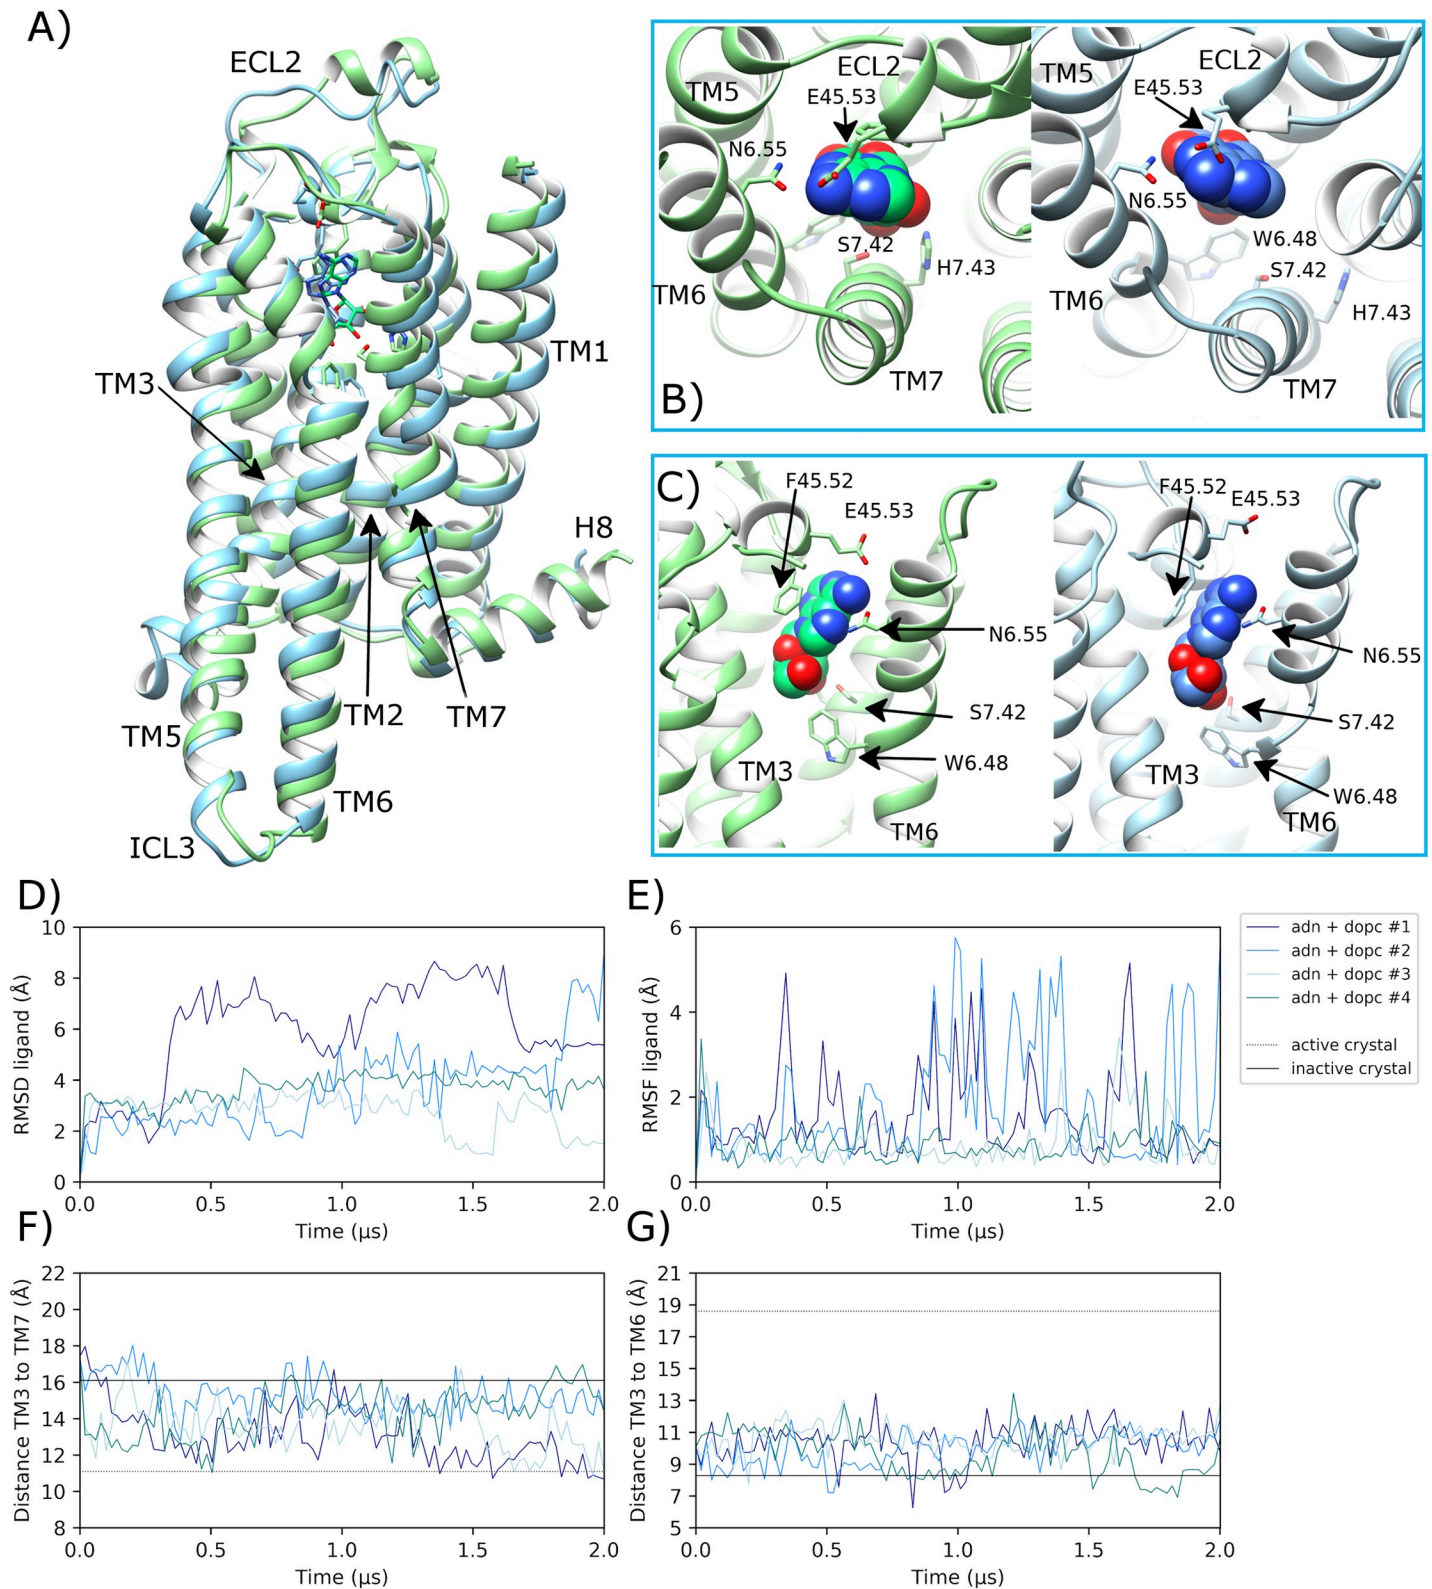 A)
ECL2
TM3
TM1
H8
TM5
TM2
TM7
TM6
ICL3
B)
TM5
ECL2
E45.53
N6.55
S7.42
H7.43
TM6
TM7
TM5
ECL2
E45.53
N6.55
W6.48
S7.42
TM6
H7.43
TM7
C)
F45.52
E45.53
N6.55
S7.42
W6.48
TM3
TM6
F45.52
E45.53
N6.55
S7.42
TM3
W6.48
TM6
D)
RMSD ligand (Å)
10
8
6
4
2
0
0.0 0.5 1.0 1.5 2.0
Time (μs)
E)
RMSF ligand (Å)
6
4
2
0
0.0 0.5 1.0 1.5 2.0
Time (μs)
adn + dopc #1
adn + dopc #2
adn + dopc #3
adn + dopc #4
active crystal
inactive crystal
F)
Distance TM3 to TM7 (Å)
22
20
18
16
14
12
10
8
0.0 0.5 1.0 1.5 2.0
Time (μs)
G)
Distance TM3 to TM6 (Å)
21
19
17
15
13
11
9
7
5
0.0 0.5 1.0 1.5 2.0
Time (μs)